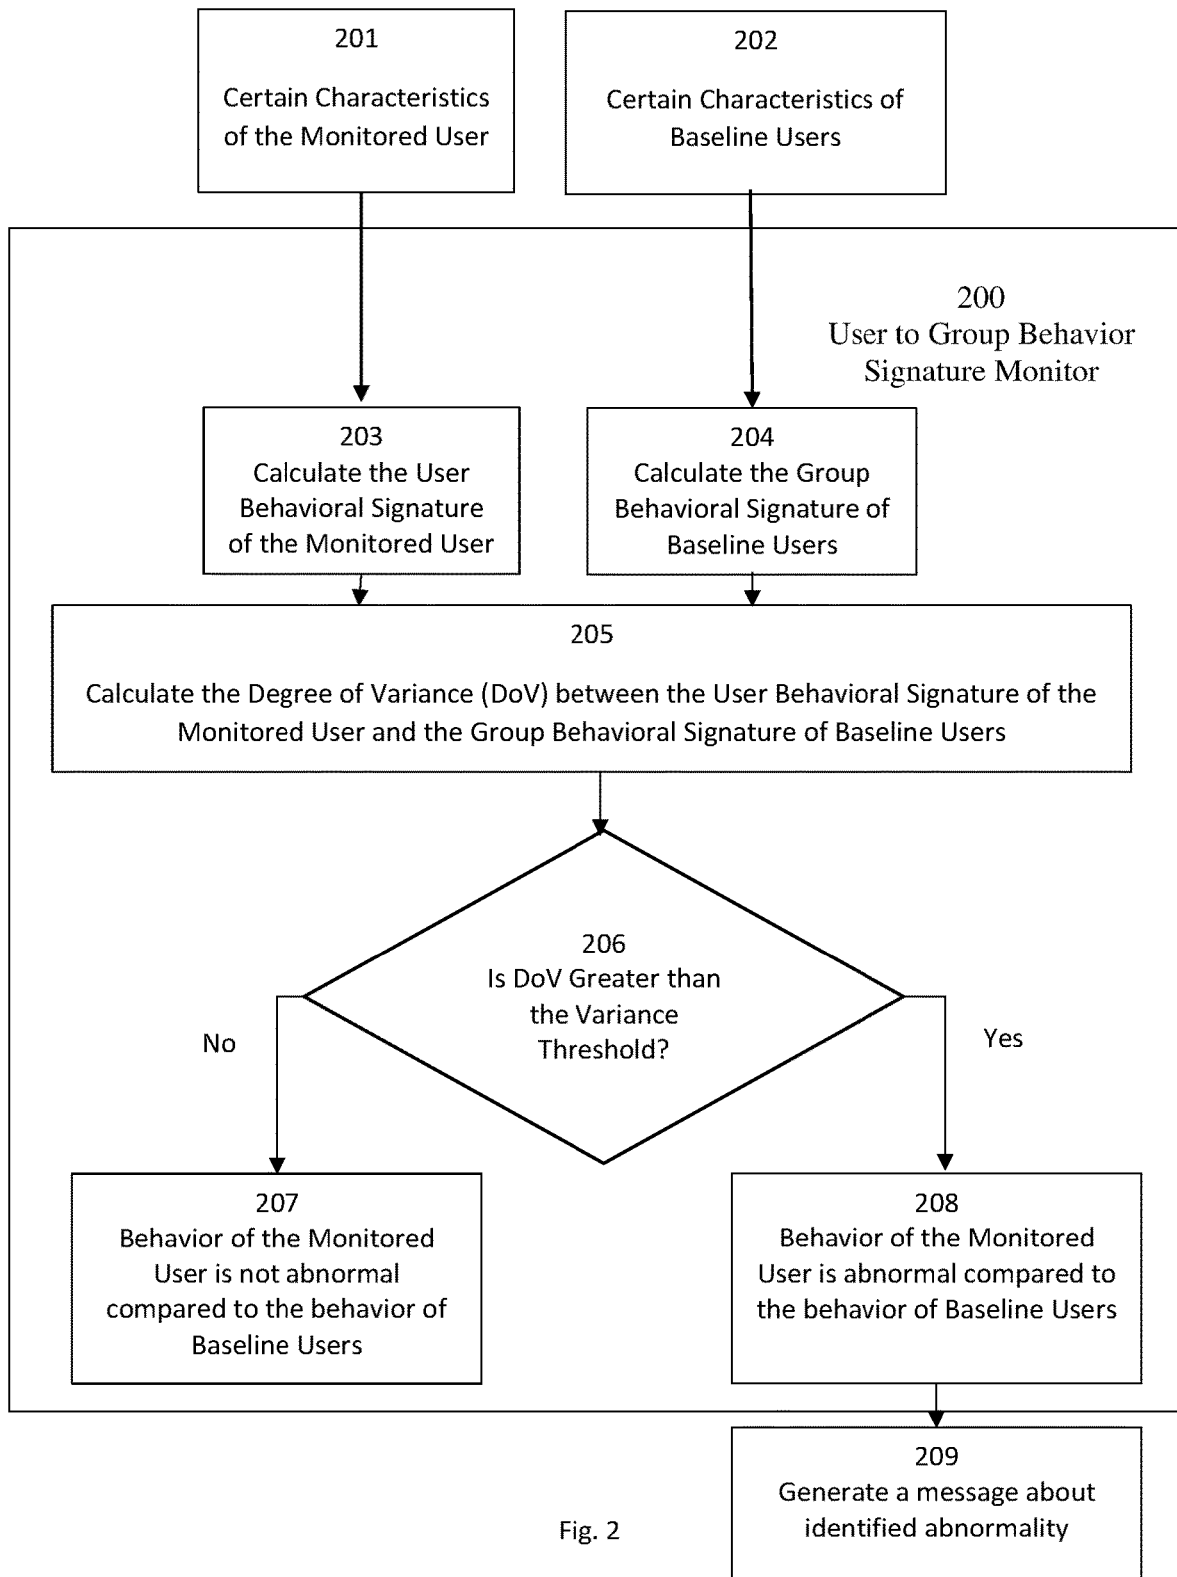 201
Certain Characteristics
of the Monitored User
202
Certain Characteristics of
Baseline Users
200
User to Group Behavior
Signature Monitor
203
Calculate the User
Behavioral Signature
of the Monitored User
204
Calculate the Group
Behavioral Signature of
Baseline Users
205
Calculate the Degree of Variance (DoV) between the User Behavioral Signature of the
Monitored User and the Group Behavioral Signature of Baseline Users
206
Is DoV Greater than
the Variance
Threshold?
No
Yes
207
Behavior of the Monitored
User is not abnormal
compared to the behavior of
Baseline Users
208
Behavior of the Monitored
User is abnormal compared to
the behavior of Baseline Users
209
Generate a message about
identified abnormality
Fig. 2